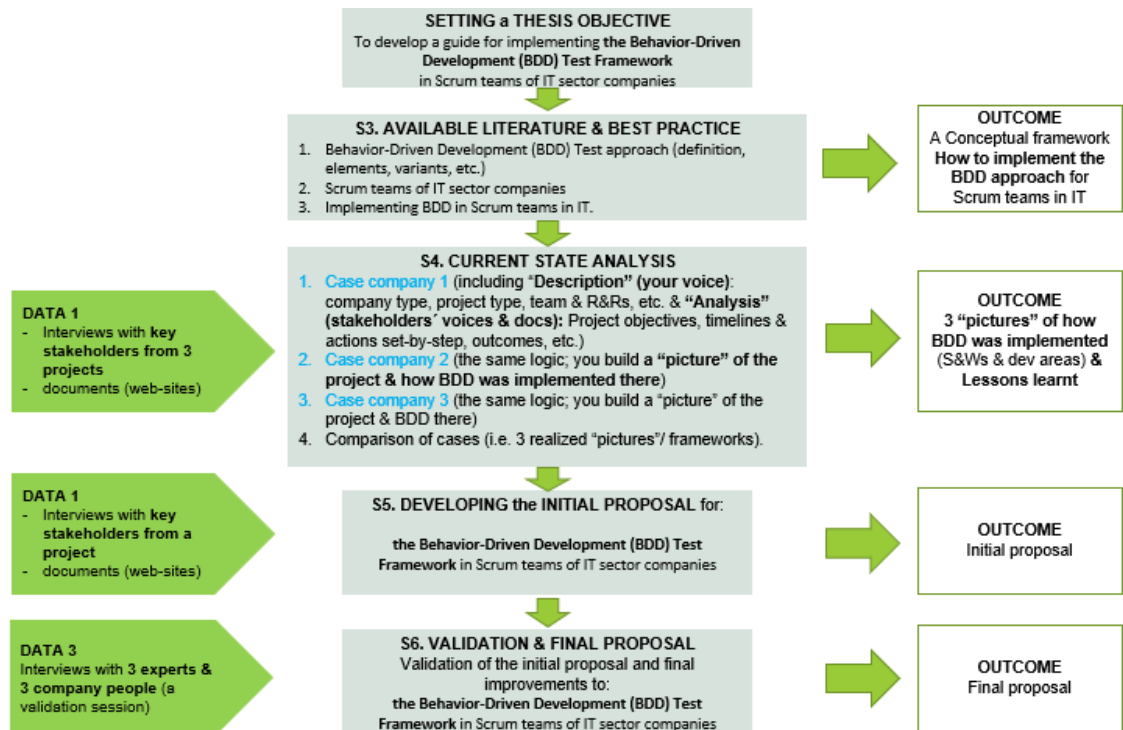 SETTING a THESIS OBJECTIVE
To develop a guide for implementing the Behavior-Driven
Development (BDD) Test Framework
in Scrum teams of IT sector companies
S3. AVAILABLE LITERATURE & BEST PRACTICE
1. Behavior-Driven Development (BDD) Test approach (definition,
elements, variants, etc.)
2. Scrum teams of IT sector companies
3. Implementing BDD in Scrum teams in IT.
OUTCOME
A Conceptual framework
How to implement the
BDD approach for
Scrum teams in IT
DATA 1
- Interviews with key
stakeholders from 3
projects
- documents (web-sites)
S4. CURRENT STATE ANALYSIS
1. Case company 1 (including “Description” (your voice):
company type, project type, team & R&Rs, etc. & “Analysis”
(stakeholders´ voices & docs): Project objectives, timelines &
actions set-by-step, outcomes, etc.)
2. Case company 2 (the same logic; you build a “picture” of the
project & how BDD was implemented there)
3. Case company 3 (the same logic; you build a “picture” of the
project & BDD there)
4. Comparison of cases (i.e. 3 realized “pictures”/ frameworks).
OUTCOME
3 “pictures” of how
BDD was implemented
(S&Ws & dev areas) &
Lessons learnt
DATA 1
- Interviews with key
stakeholders from a
project
- documents (web-sites)
S5. DEVELOPING the INITIAL PROPOSAL for:
the Behavior-Driven Development (BDD) Test
Framework in Scrum teams of IT sector companies
OUTCOME
Initial proposal
DATA 3
Interviews with 3 experts &
3 company people (a
validation session)
S6. VALIDATION & FINAL PROPOSAL
Validation of the initial proposal and final
improvements to:
the Behavior-Driven Development (BDD) Test
Framework in Scrum teams of IT sector companies
OUTCOME
Final proposal